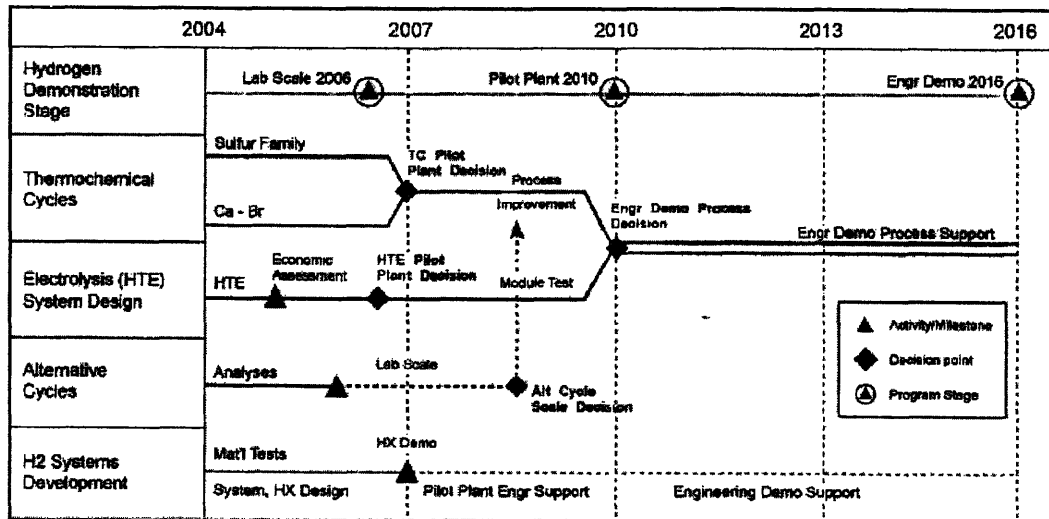 2004 2007 2010 2013 2016
Hydrogen
Demonstration
Stage
Lab Scale 2006
Pilot Plant 2010
Engr Demo 2016
Thermochemical
Cycles
Sulfur Family
TC Pilot
Plant Decision
Process
Improvement
Ca - Br
Engr Demo Process
Decision
Engr Demo Process Support
Electrolysis (HTE)
System Design
HTE
Economic
Assessment
HTE Pilot
Plant Decision
Module Test
Alternative
Cycles
Analyses
Lab Scale
Alt Cycle
Scale Decision
Activity/Milestone
Decision point
Program Stage
H2 Systems
Development
Mat'l Tests
HX Demo
System, HX Design
Pilot Plant Engr Support
Engineering Demo Support